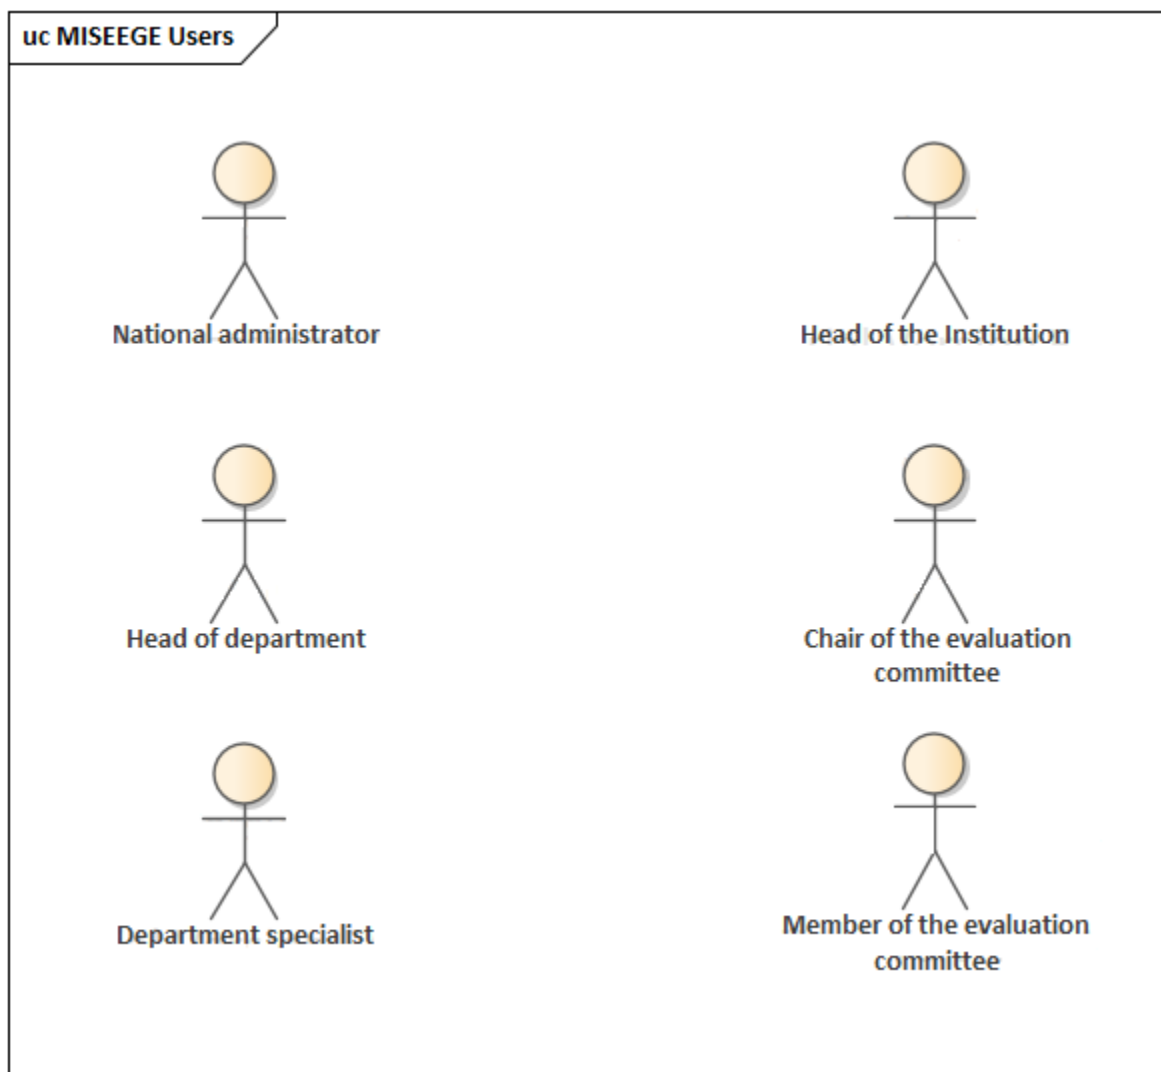 uc MISEEGE Users
National administrator
Head of the Institution
Head of department
Chair of the evaluation
committee
Department specialist
Member of the evaluation
committee